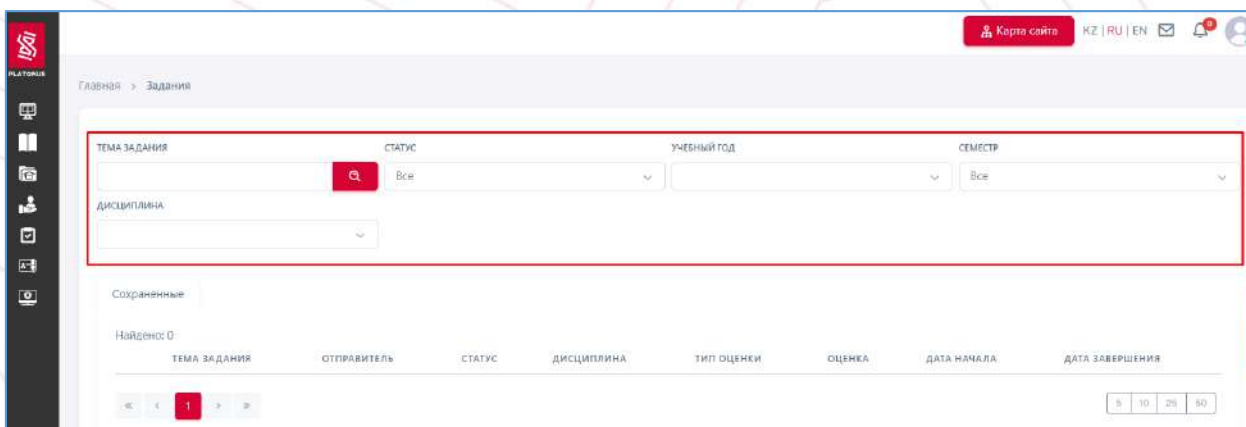 Карта сайта KZ | RU | EN
PLATONUS
Главная > Задания
ТЕМА ЗАДАНИЯ СТАТУС УЧЕБНЫЙ ГОД СЕМЕСТР
Все Все
ДИСЦИПЛИНА
Сохраненные
Найдено: 0
ТЕМА ЗАДАНИЯ ОТПРАВИТЕЛЬ СТАТУС ДИСЦИПЛИНА ТИП ОЦЕНКИ ОЦЕНКА ДАТА НАЧАЛА ДАТА ЗАВЕРШЕНИЯ
« ‹ 1 › » 5 10 25 50